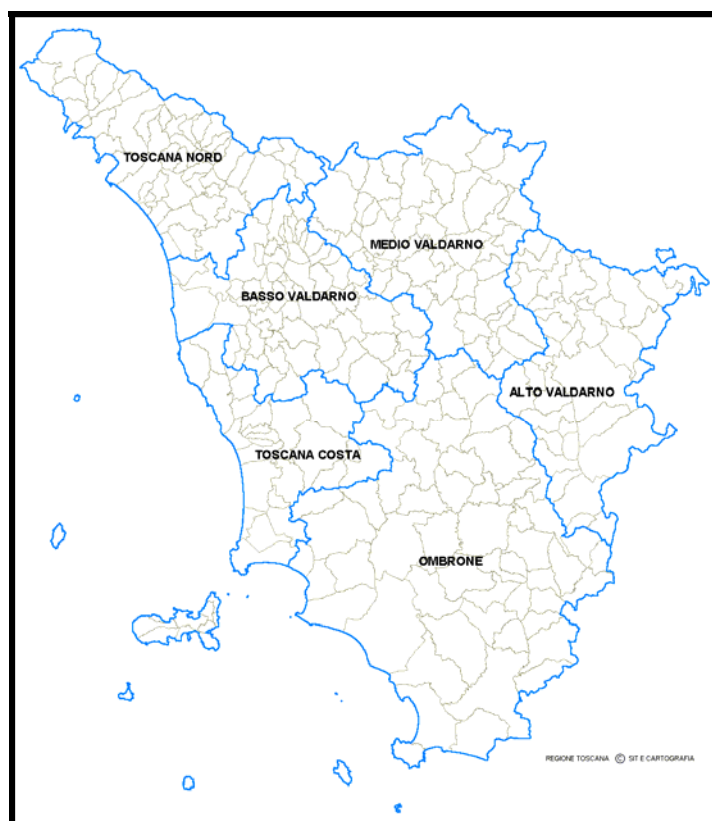 TOSCANA NORD
MEDIO VALDARNO
BASSO VALDARNO
ALTO VALDARNO
TOSCANA COSTA
OMBRONE
REGIONE TOSCANA © SIT E CARTOGRAFIA